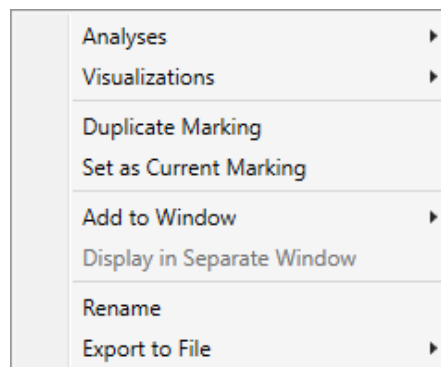 Analyses
Visualizations
Duplicate Marking
Set as Current Marking
Add to Window
Display in Separate Window
Rename
Export to File